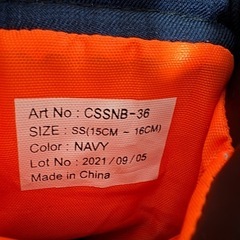 Art No : CSSNB-36
SIZE : SS(15CM - 16CM)
Color : NAVY
Lot No : 2021/09/05
Made in China